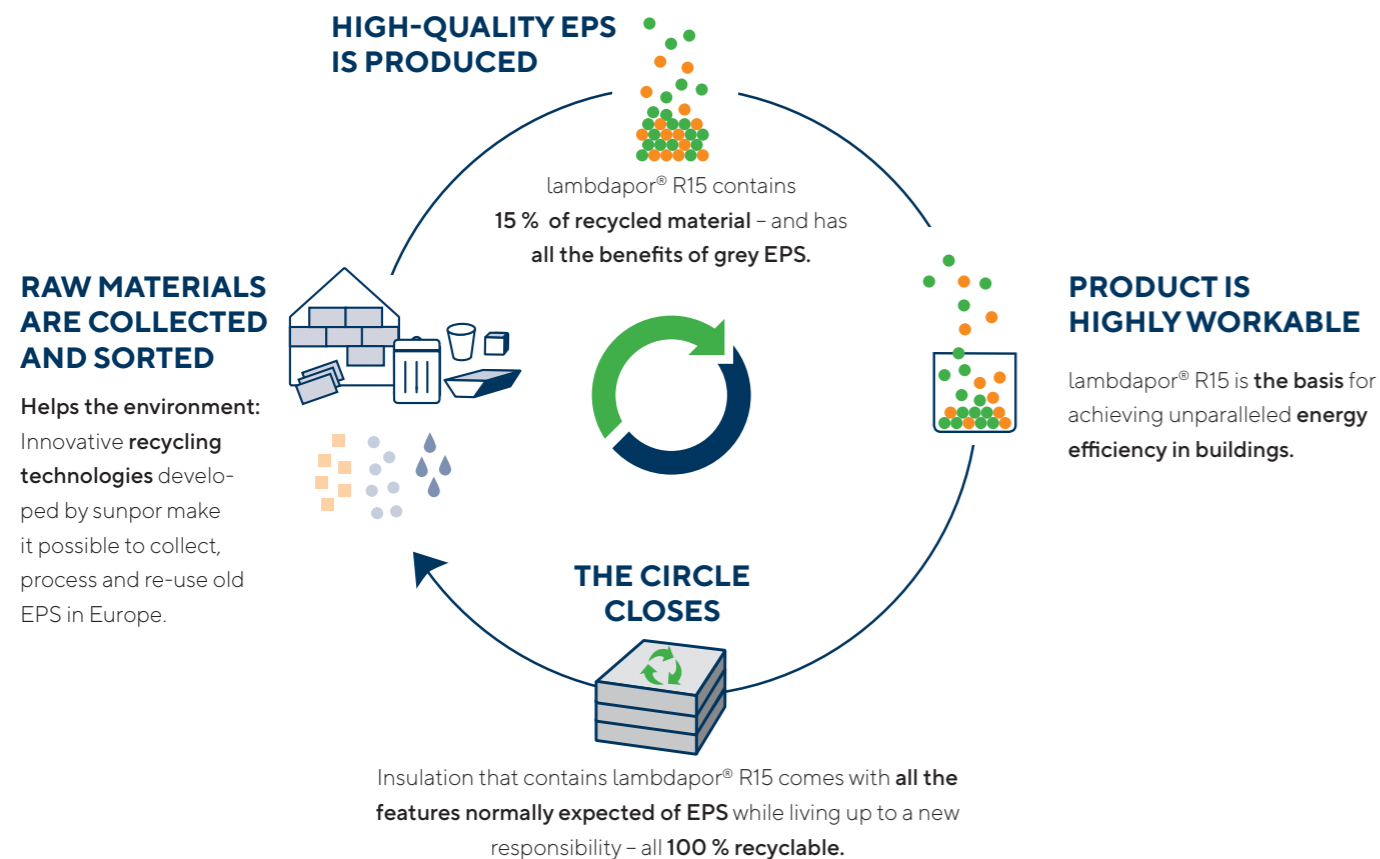 HIGH-QUALITY EPS
IS PRODUCED
lambdapor® R15 contains
15 % of recycled material – and has
all the benefits of grey EPS.
RAW MATERIALS
ARE COLLECTED
AND SORTED
Helps the environment:
Innovative recycling
technologies develo-
ped by sunpor make
it possible to collect,
process and re-use old
EPS in Europe.
PRODUCT IS
HIGHLY WORKABLE
lambdapor® R15 is the basis for
achieving unparalleled energy
efficiency in buildings.
THE CIRCLE
CLOSES
Insulation that contains lambdapor® R15 comes with all the
features normally expected of EPS while living up to a new
responsibility – all 100 % recyclable.